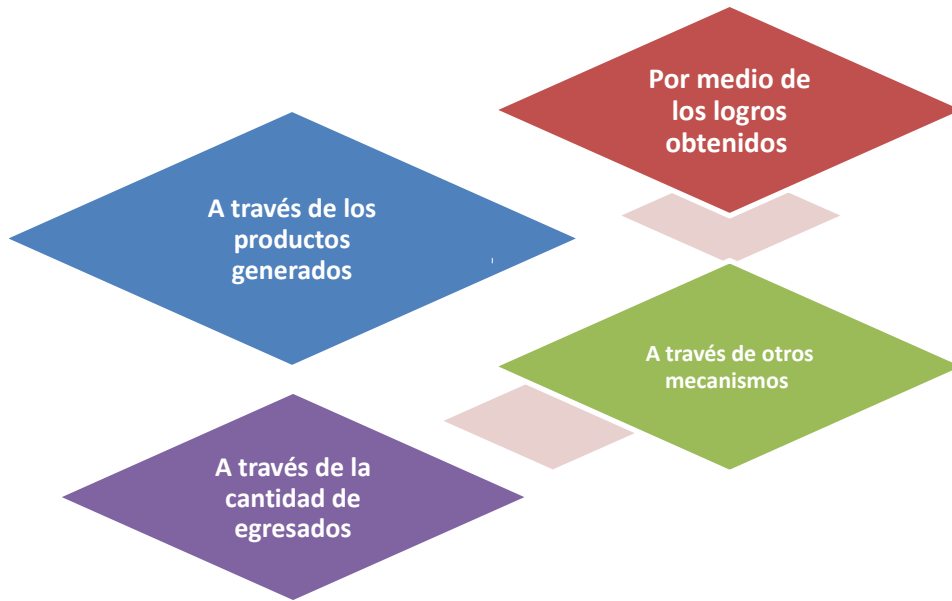 Por medio de
los logros
obtenidos
A través de los
productos
generados
A través de otros
mecanismos
A través de la
cantidad de
egresados